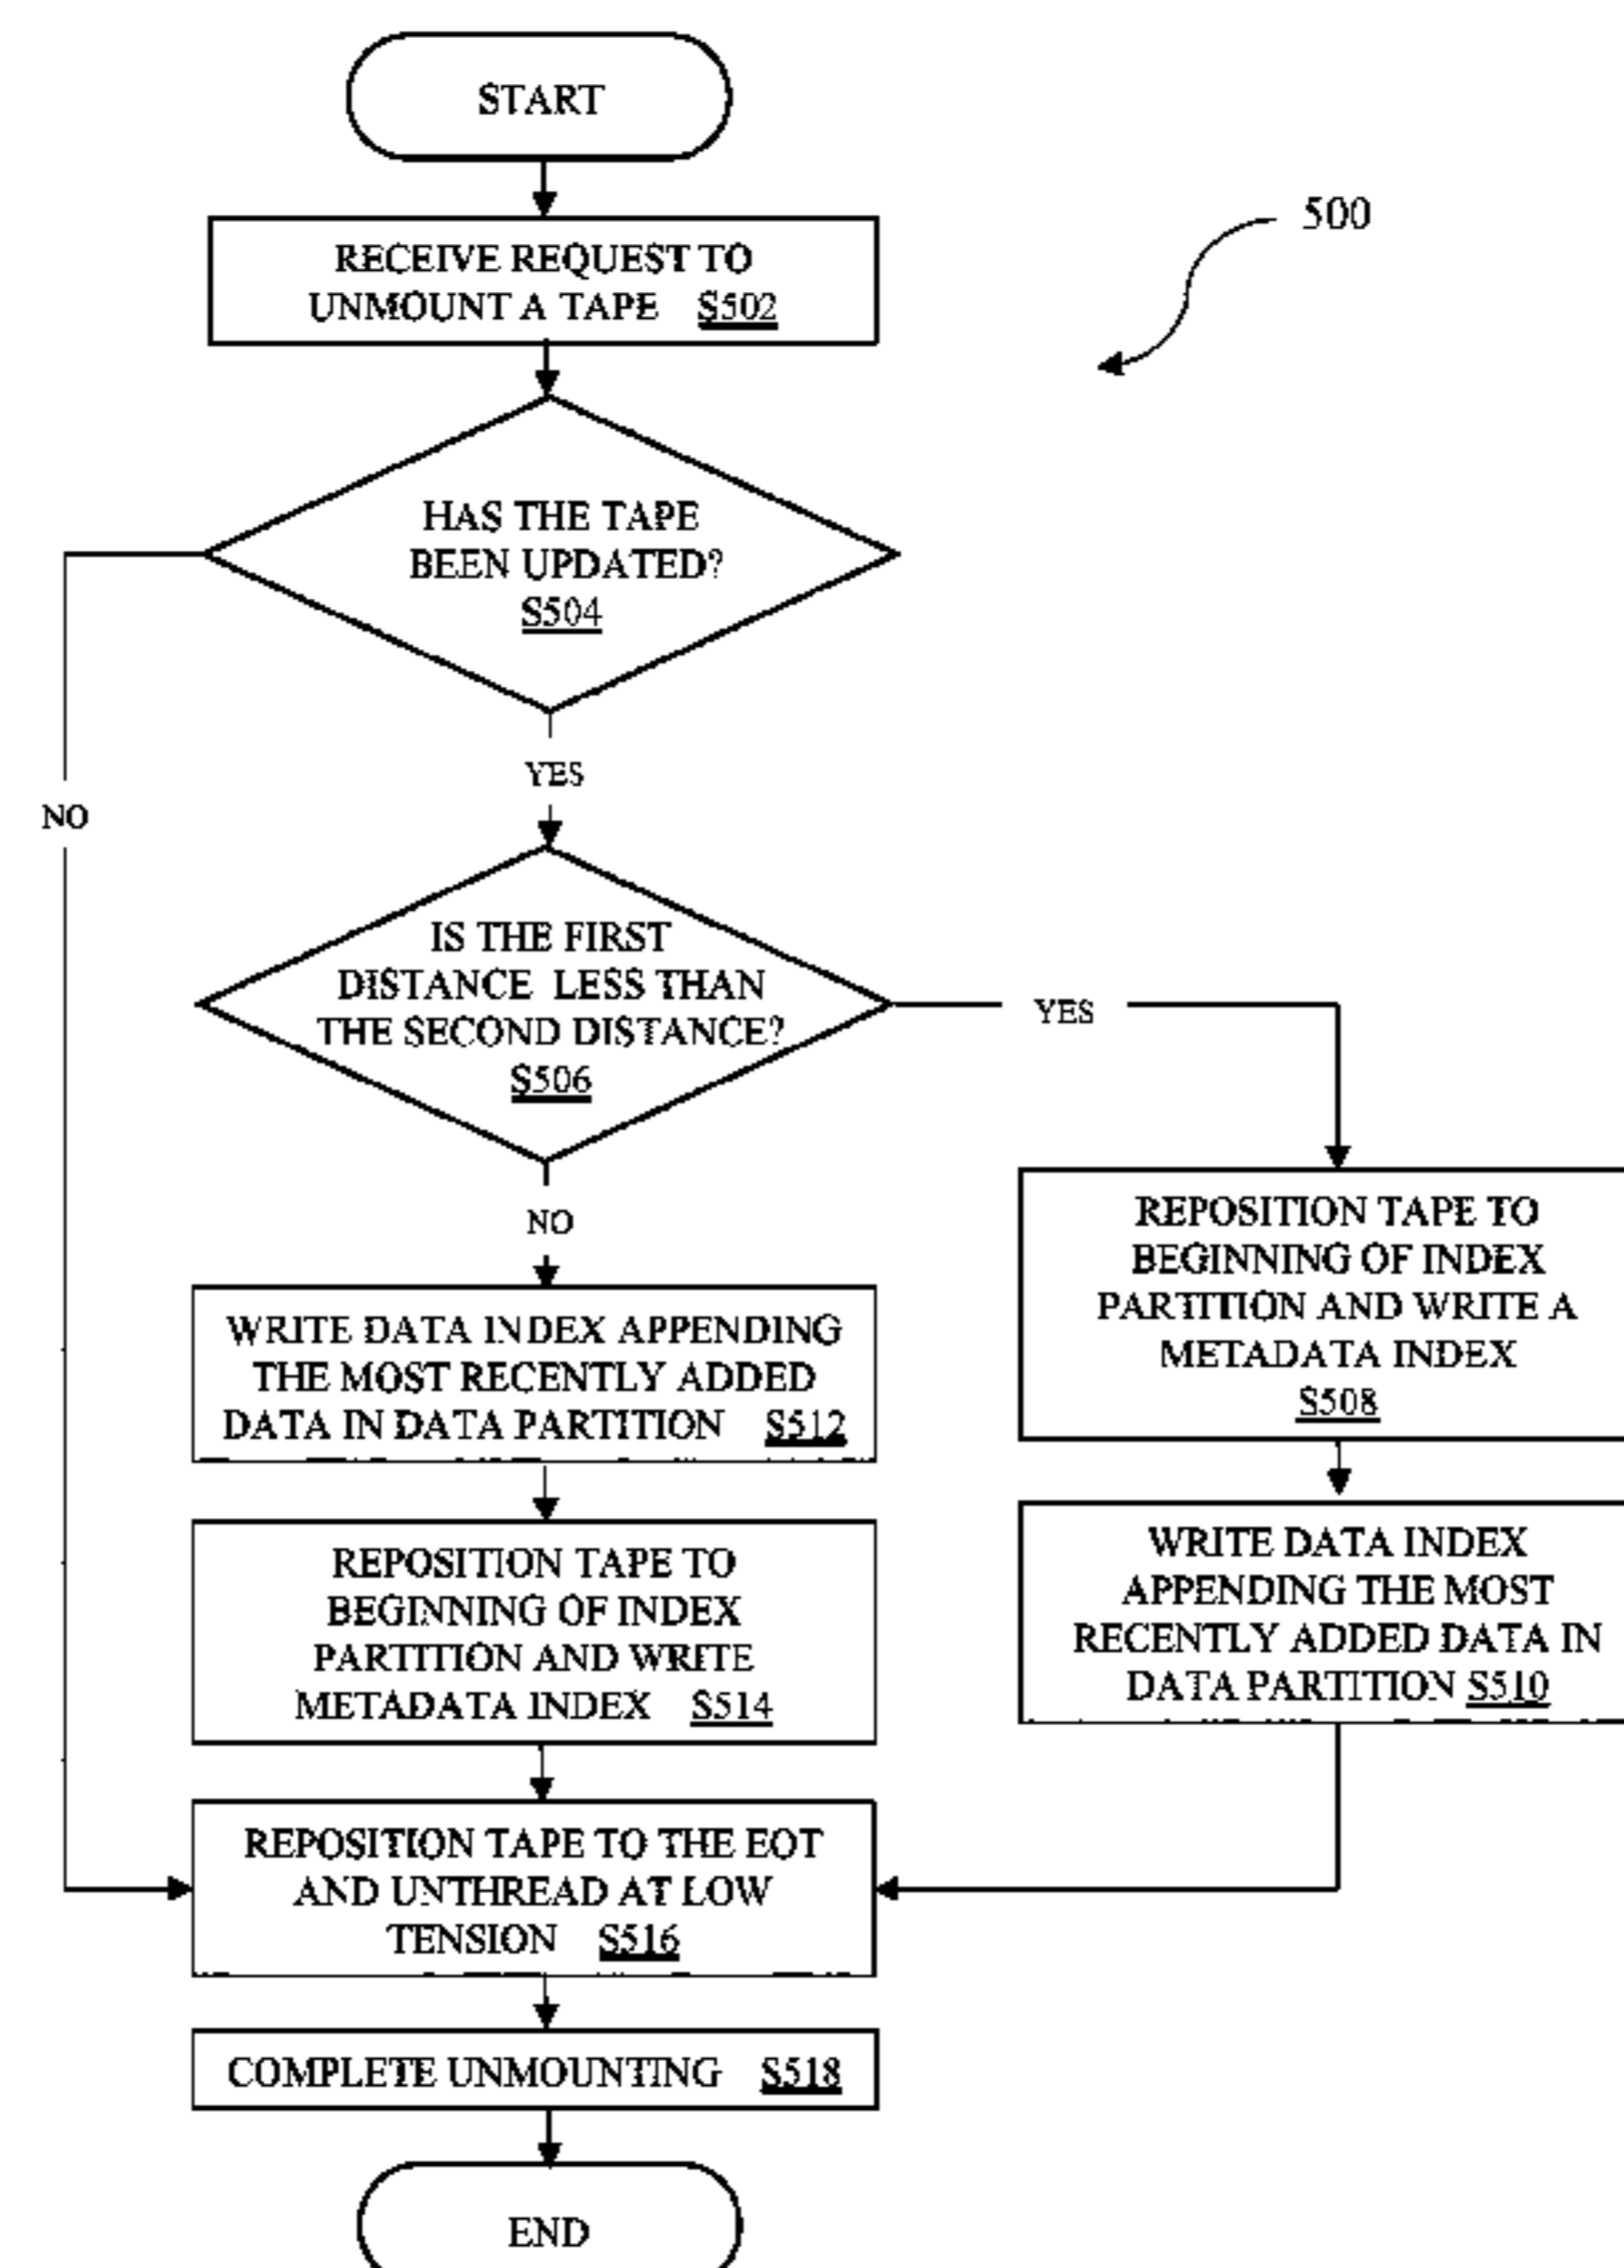 START
500
RECEIVE REQUEST TO
UNMOUNT A TAPE S502
HAS THE TAPE
BEEN UPDATED?
S504
YES
NO
IS THE FIRST
DISTANCE LESS THAN
THE SECOND DISTANCE?
S506
YES
NO
REPOSITION TAPE TO
BEGINNING OF INDEX
PARTITION AND WRITE A
METADATA INDEX
S508
WRITE DATA INDEX APPENDING
THE MOST RECENTLY ADDED
DATA IN DATA PARTITION S512
WRITE DATA INDEX
APPENDING THE MOST
RECENTLY ADDED DATA IN
DATA PARTITION S510
REPOSITION TAPE TO
BEGINNING OF INDEX
PARTITION AND WRITE
METADATA INDEX S514
REPOSITION TAPE TO THE EOT
AND UNTHREAD AT LOW
TENSION S516
COMPLETE UNMOUNTING S518
END